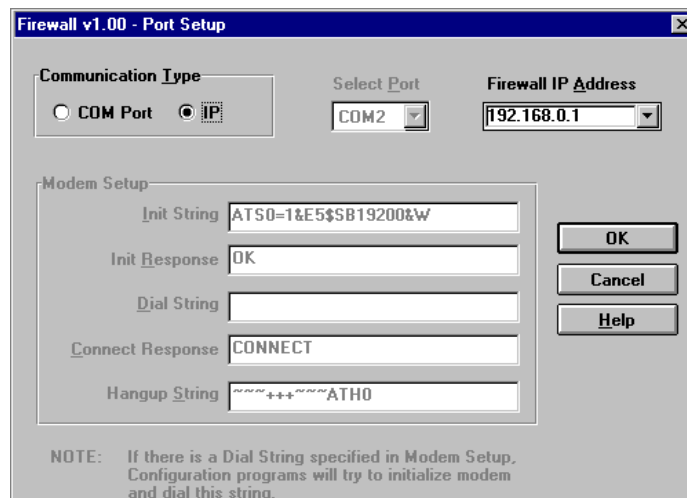 Firewall v1.00 - Port Setup
Communication Type
COM Port
IP
Select Port
COM2
Firewall IP Address
192.168.0.1
Modem Setup
Init String
ATS0=1&E5$SB19200&W
Init Response
OK
Dial String
Connect Response
CONNECT
Hangup String
~~~+++~~~ATH0
OK
Cancel
Help
NOTE: If there is a Dial String specified in Modem Setup,
Configuration programs will try to initialize modem
and dial this string.